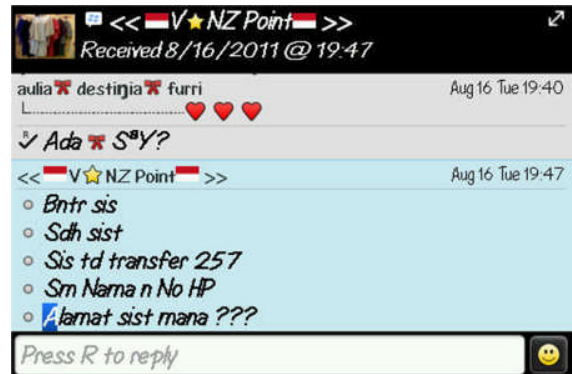 << V★NZ Point >>
Received 8/16/2011 @ 19:47
aulia destinja furri
Aug 16 Tue 19:40
Ada SªY?
<< V☆NZ Point >>
Aug 16 Tue 19:47
Bntr sis
Sdh sist
Sis td transfer 257
Sm Nama n No HP
Alamat sist mana ???
Press R to reply